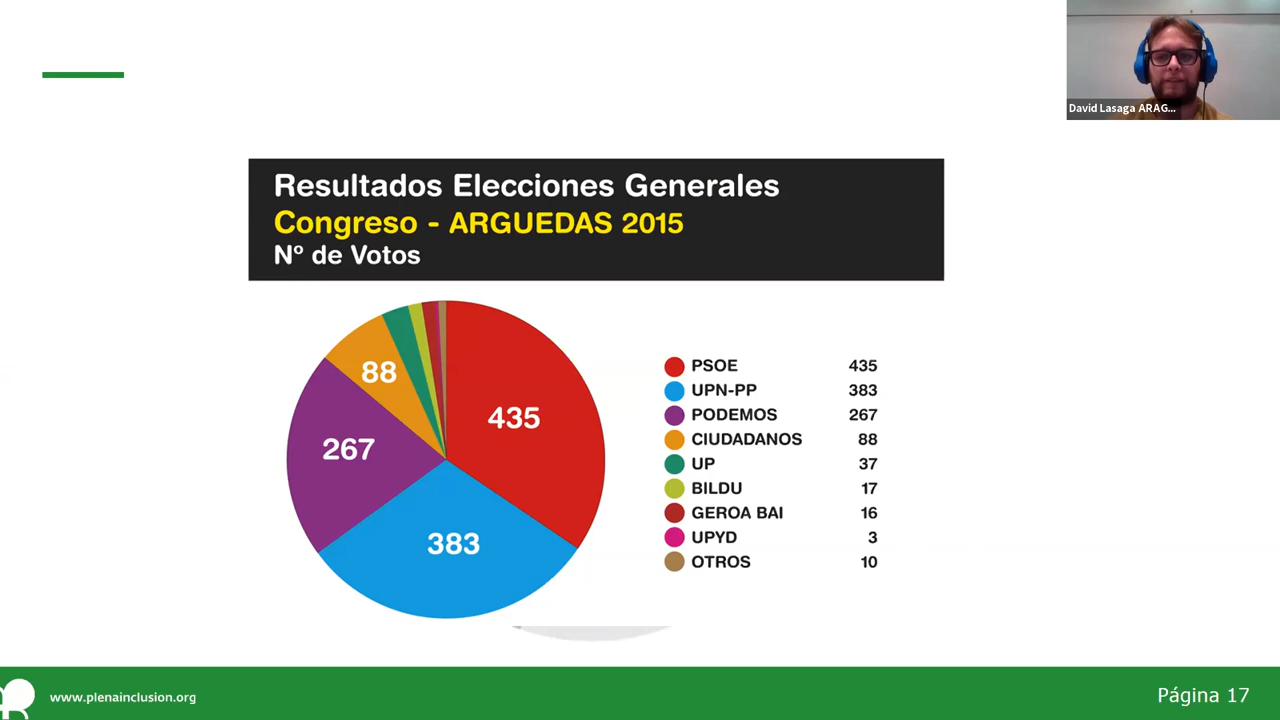 David Lasaga ARAG...
Resultados Elecciones Generales
Congreso - ARGUEDAS 2015
Nº de Votos
88
435
267
383
PSOE 435
UPN-PP 383
PODEMOS 267
CIUDADANOS 88
UP 37
BILDU 17
GEROA BAI 16
UPYD 3
OTROS 10
www.plenainclusion.org
Página 17